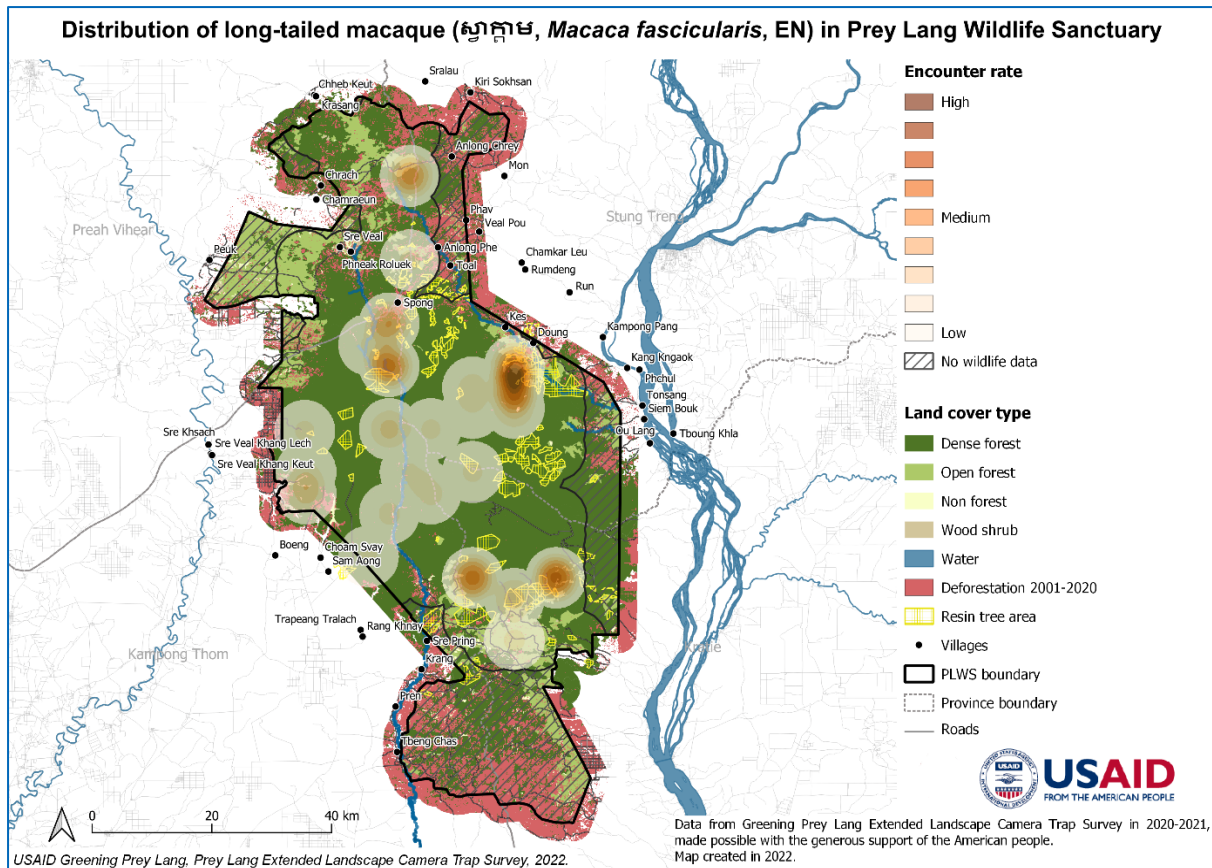 Distribution of long-tailed macaque (ស្វាក្តាម, Macaca fascicularis, EN) in Prey Lang Wildlife Sanctuary
Sralau
Chheb Keut
Kiri Sokhsan
Krasang
Anlong Chrey
Mon
Chrach
Chamraeun
Phav
Stung Treng
Veal Pou
Preah Vihear
Sre Veal
Anlong Phe
Peuk
Phneak Roluek
Toal
Chamkar Leu
Rumdeng
Run
Spong
Kes
Doung
Kampong Pang
Kang Kngaok
Phchul
Tonsang
Siem Bouk
Ou Lang
Tboung Khla
Sre Khsach
Sre Veal Khang Lech
Sre Veal Khang Keut
Boeng
Choam Svay
Sam Aong
Trapeang Tralach
Rang Khnay
Sre Pring
Kampong Thom
Kratie
Krang
Pren
Tbeng Chas
Encounter rate
High
Medium
Low
No wildlife data
Land cover type
Dense forest
Open forest
Non forest
Wood shrub
Water
Deforestation 2001-2020
Resin tree area
Villages
PLWS boundary
Province boundary
Roads
0 20 40 km
UNITED STATES AGENCY
USAID
INTERNATIONAL DEVELOPMENT
USAID
FROM THE AMERICAN PEOPLE
Data from Greening Prey Lang Extended Landscape Camera Trap Survey in 2020-2021,
made possible with the generous support of the American people.
Map created in 2022.
USAID Greening Prey Lang, Prey Lang Extended Landscape Camera Trap Survey, 2022.